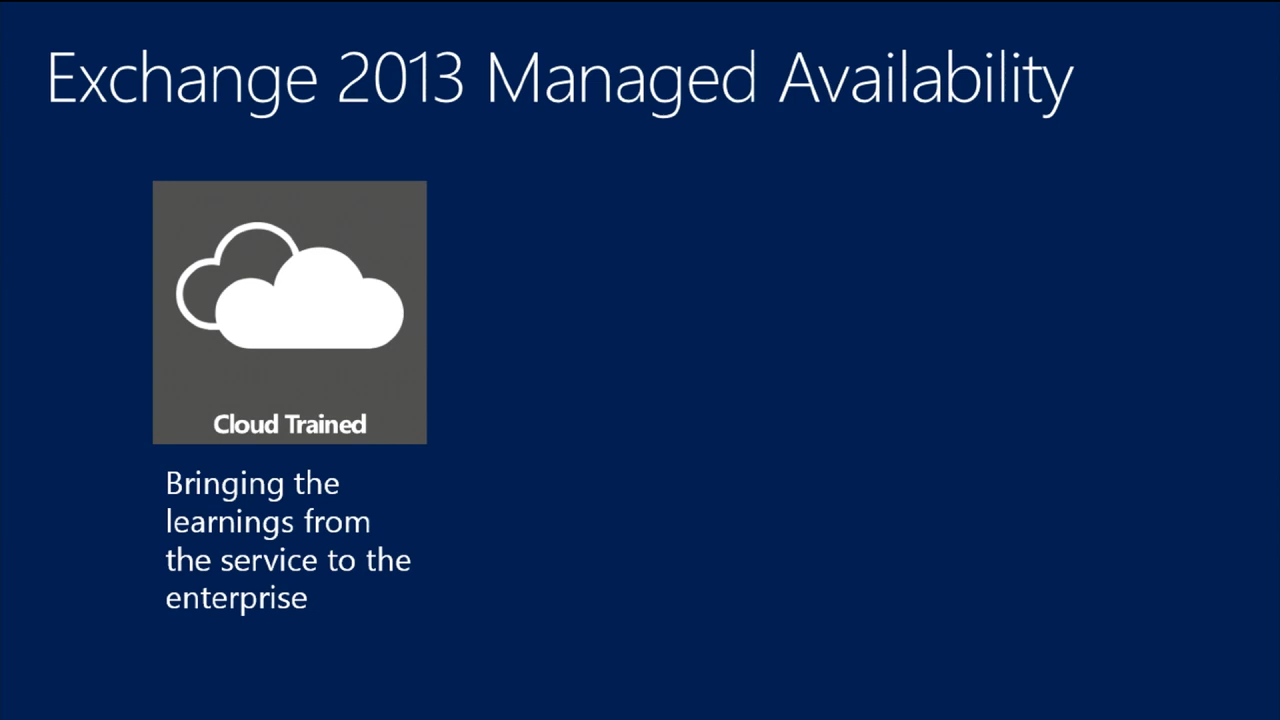 Exchange 2013 Managed Availability
Cloud Trained
Bringing the
learnings from
the service to the
enterprise